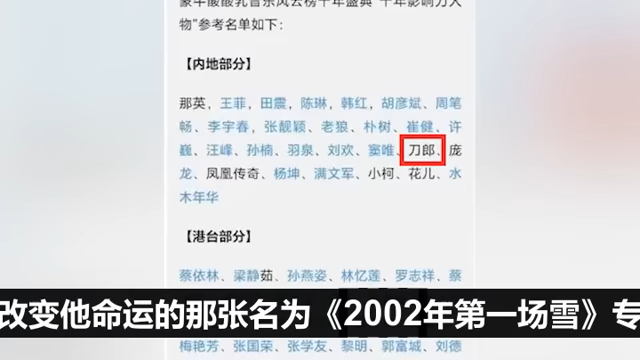 蒙牛酸酸乳音乐风云榜十年盛典“十年影响力人
物”参考名单如下：
【内地部分】
那英，王菲，田震，陈琳，韩红，胡彦斌、周笔
畅、李宇春，张靓颖、老狼、朴树、崔健、许
巍、汪峰、孙楠、羽泉、刘欢、窦唯、刀郎、庞
龙、凤凰传奇、杨坤、满文军、小柯、花儿、水
木年华
【港台部分】
蔡依林、梁静茹、孙燕姿、林忆莲、罗志祥、蔡
改变他命运的那张名为《2002年第一场雪》专
梅艳芳、张国荣、张学友、黎明、郭富城、刘德